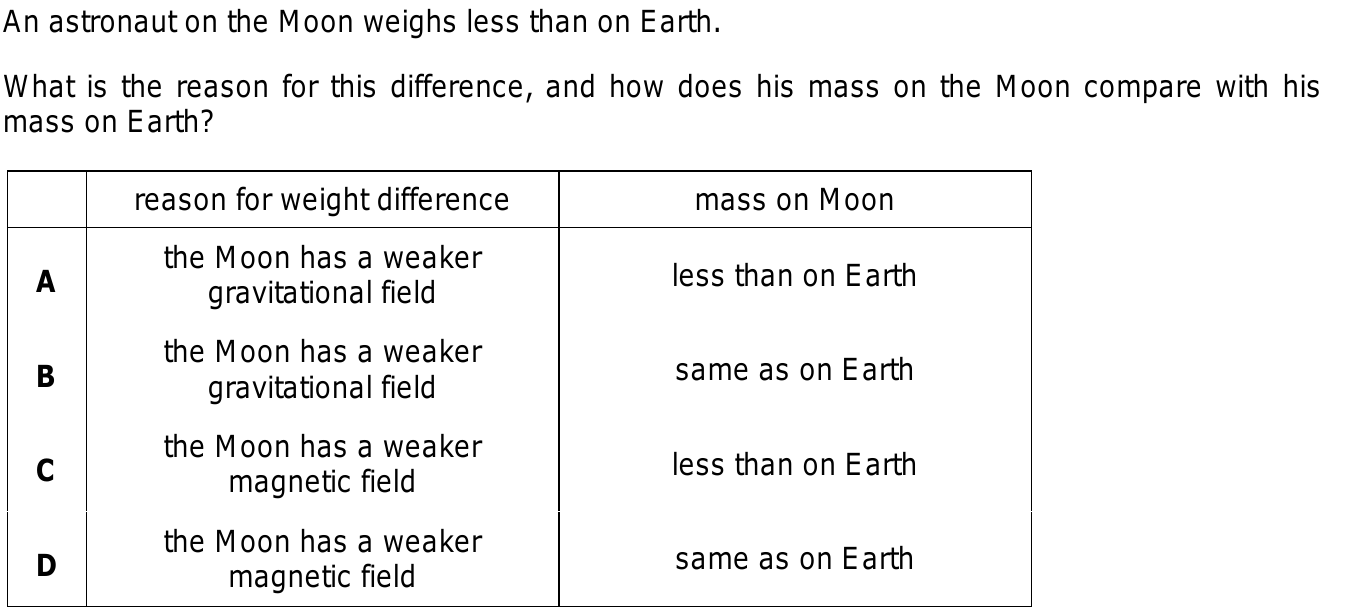 An astronaut on the Moon weighs less than on Earth.
What is the reason for this difference, and how does his mass on the Moon compare with his
mass on Earth?
reason for weight difference mass on Moon
A the Moon has a weaker
gravitational field less than on Earth
B the Moon has a weaker
gravitational field same as on Earth
C the Moon has a weaker
magnetic field less than on Earth
D the Moon has a weaker
magnetic field same as on Earth